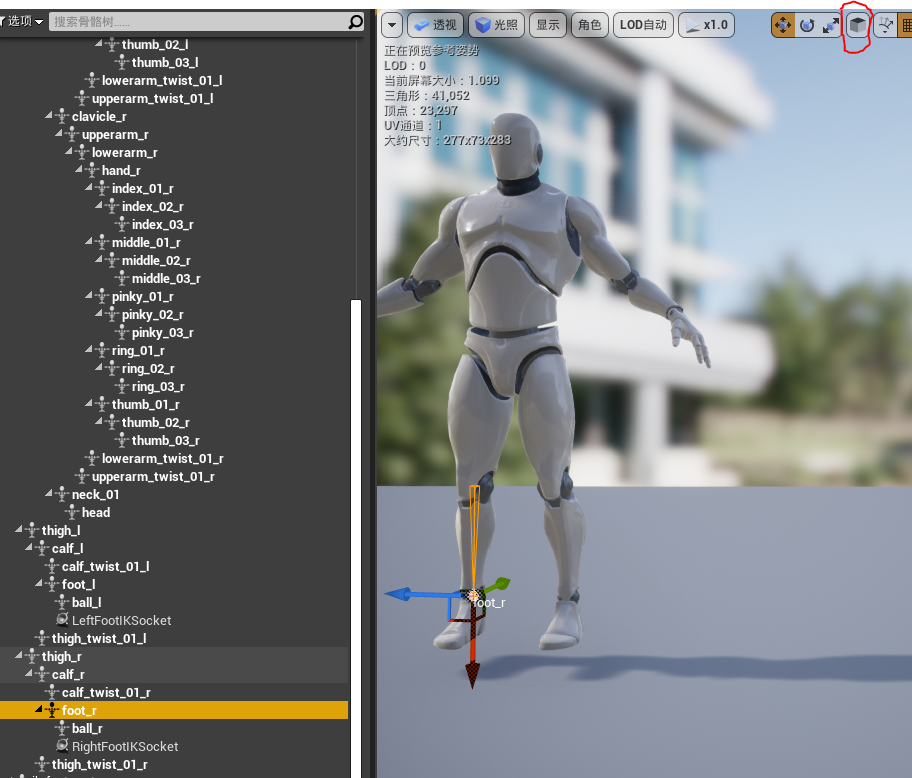 选项
搜索骨骼树……
thumb_02_l
thumb_03_l
lowerarm_twist_01_l
upperarm_twist_01_l
clavicle_r
upperarm_r
lowerarm_r
hand_r
index_01_r
index_02_r
index_03_r
middle_01_r
middle_02_r
middle_03_r
pinky_01_r
pinky_02_r
pinky_03_r
ring_01_r
ring_02_r
ring_03_r
thumb_01_r
thumb_02_r
thumb_03_r
lowerarm_twist_01_r
upperarm_twist_01_r
neck_01
head
thigh_l
calf_l
calf_twist_01_l
foot_l
ball_l
LeftFootIKSocket
thigh_twist_01_l
thigh_r
calf_r
calf_twist_01_r
foot_r
ball_r
RightFootIKSocket
thigh_twist_01_r
透视 光照 显示 角色 LOD自动 x1.0
正在预览参考姿势
LOD：0
当前屏幕大小：1.099
三角形：41,052
顶点：23,297
UV通道：1
大约尺寸：277x73x283
foot_r